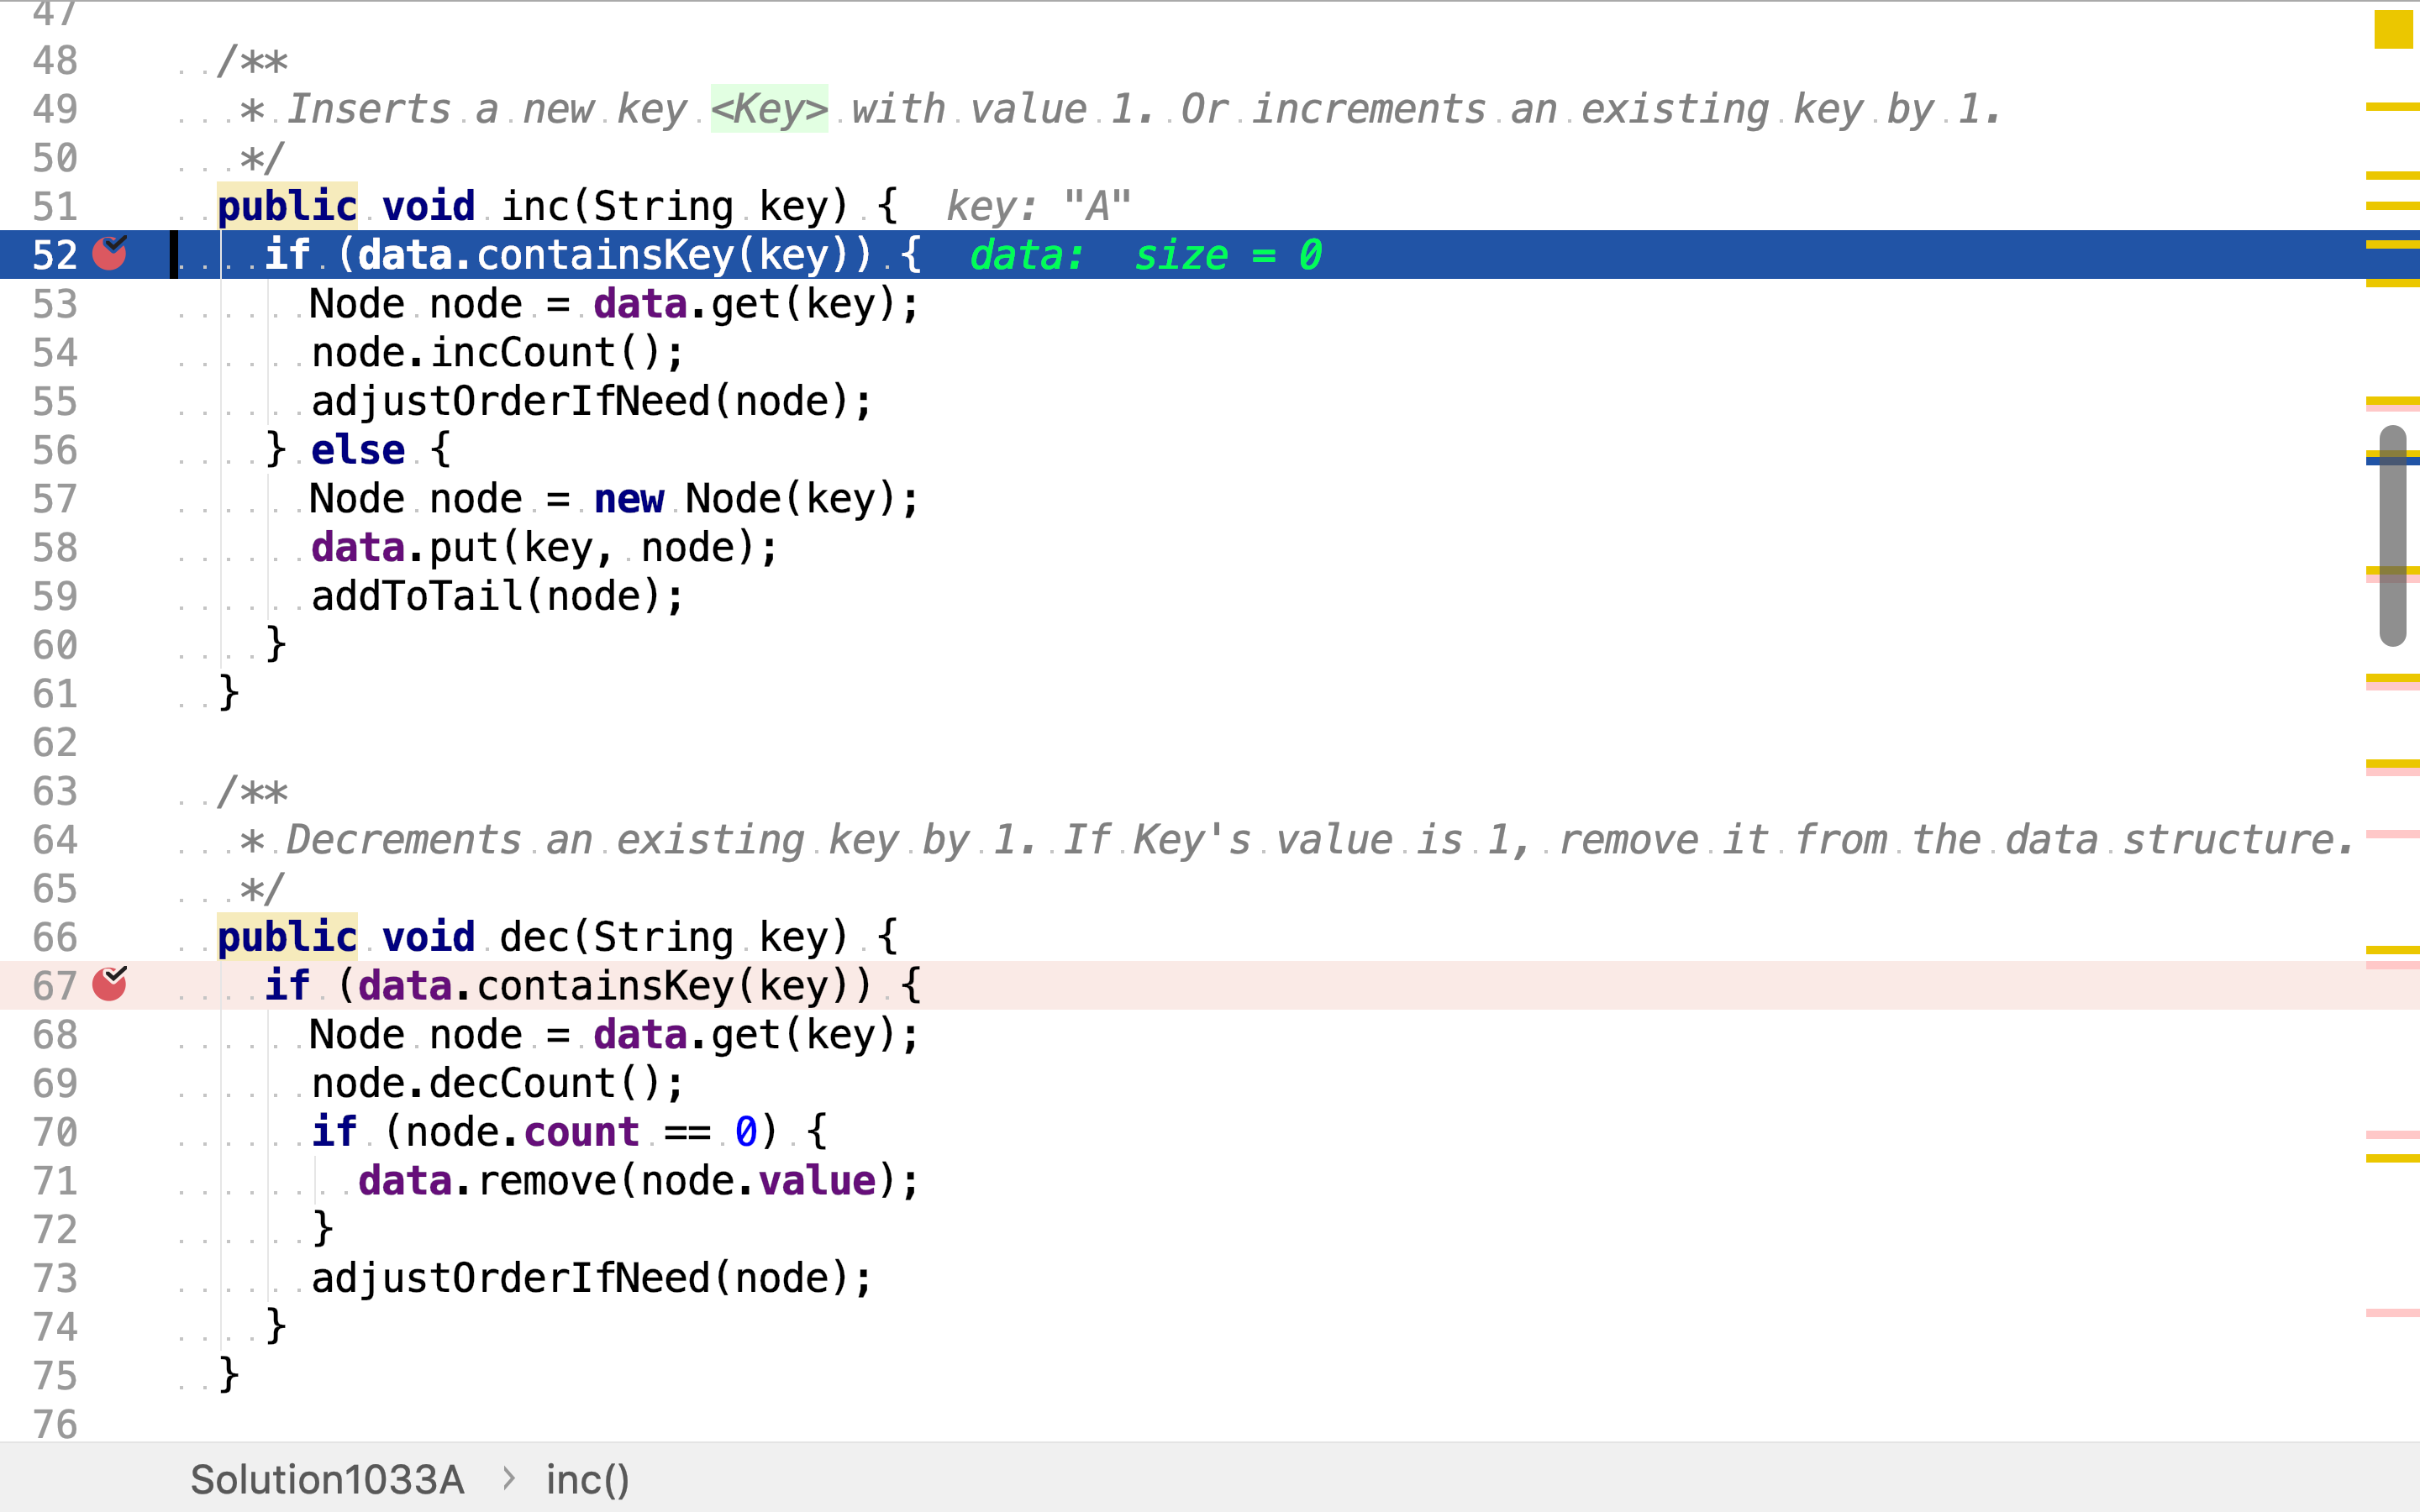 47
48 /**
49 * Inserts a new key <Key> with value 1. Or increments an existing key by 1.
50 */
51 public void inc(String key) { key: "A"
52 if (data.containsKey(key)) { data: size = 0
53 Node node = data.get(key);
54 node.incCount();
55 adjustOrderIfNeed(node);
56 } else {
57 Node node = new Node(key);
58 data.put(key, node);
59 addToTail(node);
60 }
61 }
62
63 /**
64 * Decrements an existing key by 1. If Key's value is 1, remove it from the data structure.
65 */
66 public void dec(String key) {
67 if (data.containsKey(key)) {
68 Node node = data.get(key);
69 node.decCount();
70 if (node.count == 0) {
71 data.remove(node.value);
72 }
73 adjustOrderIfNeed(node);
74 }
75 }
76
Solution1033A > inc()